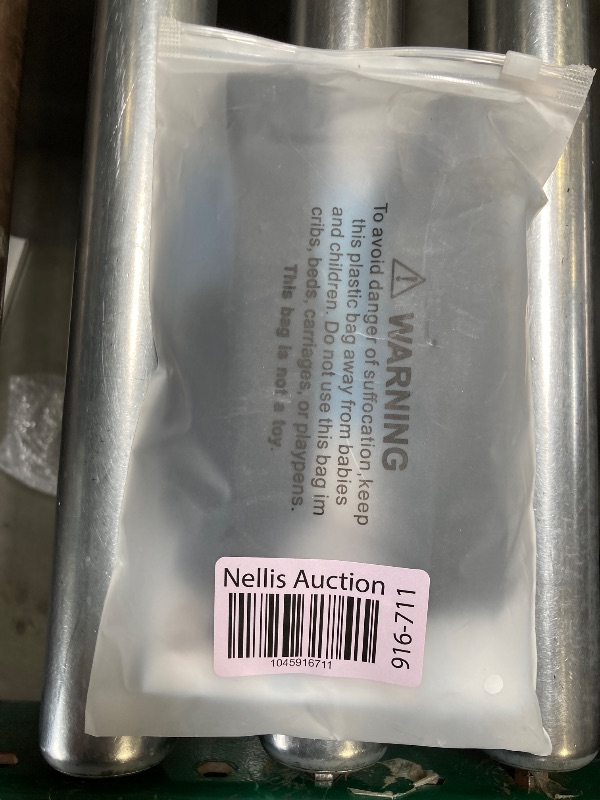 WARNING
To avoid danger of suffocation,keep
this plastic bag away from babies
and children. Do not use this bag im
cribs, beds, carriages, or playpens.
This bag is not a toy.
Nellis Auction
1045916711
916-711